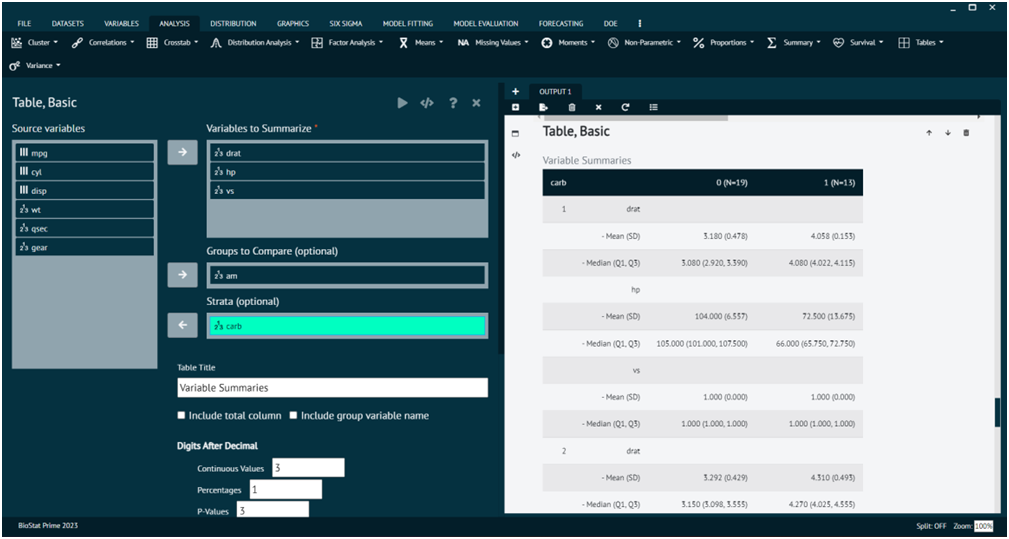 FILE DATASETS VARIABLES ANALYSIS DISTRIBUTION GRAPHICS SIX SIGMA MODEL FITTING MODEL EVALUATION FORECASTING DOE
Cluster Correlations Crosstab Distribution Analysis Factor Analysis Means NA Missing Values Moments Non-Parametric Proportions Summary Survival Tables
Variance
Table, Basic
Source variables
mpg
cyl
disp
wt
qsec
gear
Variables to Summarize *
drat
hp
vs
Groups to Compare (optional)
am
Strata (optional)
carb
Table Title
Variable Summaries
Include total column Include group variable name
Digits After Decimal
Continuous Values 3
Percentages 1
P-Values 3
OUTPUT 1
Table, Basic
Variable Summaries
carb 0 (N=19) 1 (N=13)
1 drat
- Mean (SD) 3.180 (0.478) 4.058 (0.153)
- Median (Q1, Q3) 3.080 (2.920, 3.390) 4.080 (4.022, 4.115)
hp
- Mean (SD) 104.000 (6.557) 72.500 (13.675)
- Median (Q1, Q3) 105.000 (101.000, 107.500) 66.000 (65.750, 72.750)
vs
- Mean (SD) 1.000 (0.000) 1.000 (0.000)
- Median (Q1, Q3) 1.000 (1.000, 1.000) 1.000 (1.000, 1.000)
2 drat
- Mean (SD) 3.292 (0.429) 4.310 (0.493)
- Median (Q1, Q3) 3.150 (3.098, 3.555) 4.270 (4.025, 4.555)
BioStat Prime 2023
Split: OFF Zoom: 100%